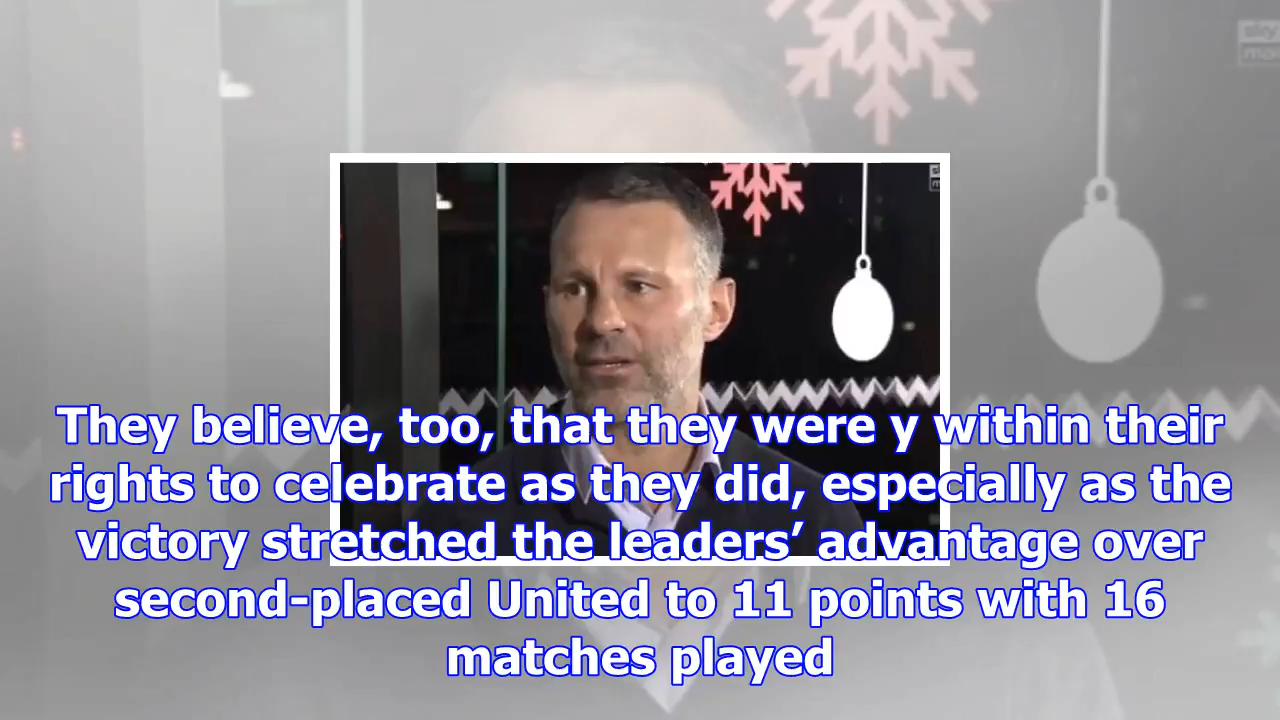 sky
They believe, too, that they were y within their
rights to celebrate as they did, especially as the
victory stretched the leaders’ advantage over
second-placed United to 11 points with 16
matches played